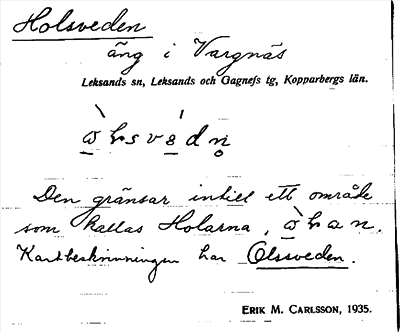 Holsveden
äng i Vargnäs
Leksands sn, Leksands och Gagnefs tg, Kopparbergs län.
Den gränsar intill ett område
som kallas Holarna,
Kartbeskrivningen har Olssveden.
ERIK M. CARLSSON, 1935.